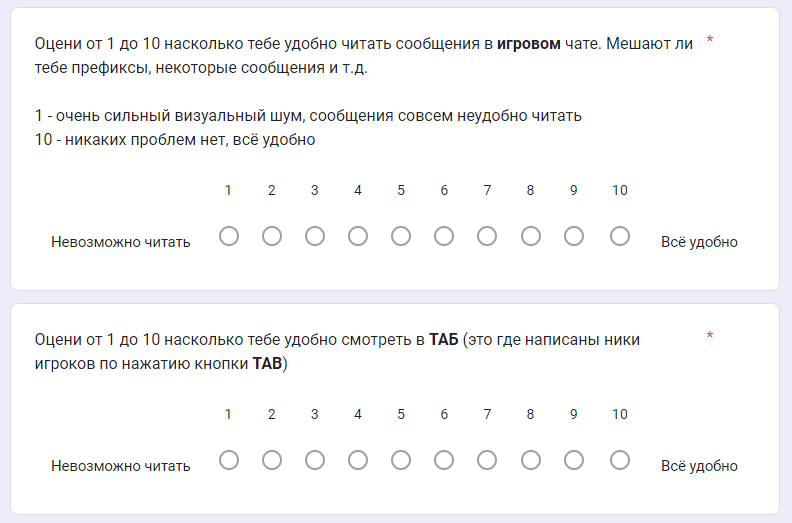 Оцени от 1 до 10 насколько тебе удобно читать сообщения в игровом чате. Мешают ли *
тебе префиксы, некоторые сообщения и т.д.
1 - очень сильный визуальный шум, сообщения совсем неудобно читать
10 - никаких проблем нет, всё удобно
1 2 3 4 5 6 7 8 9 10
Невозможно читать Всё удобно
Оцени от 1 до 10 насколько тебе удобно смотреть в ТАБ (это где написаны ники *
игроков по нажатию кнопки TAB)
1 2 3 4 5 6 7 8 9 10
Невозможно читать Всё удобно